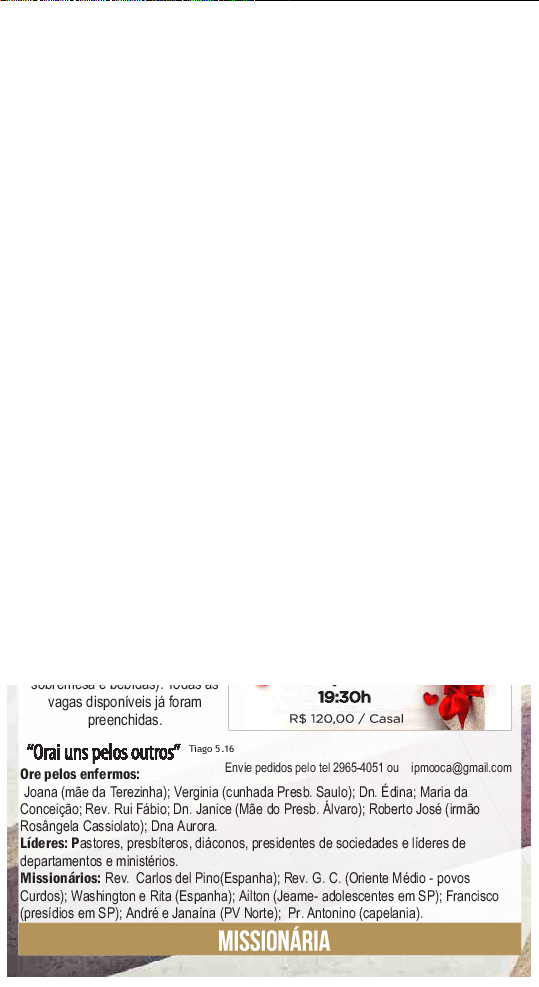 sobremesa e bebidas). Todas as
vagas disponíveis já foram
preenchidas.
19:30h
R$ 120,00 / Casal
“Orai uns pelos outros” Tiago 5.16
Envie pedidos pelo tel 2965-4051 ou ipmooca@gmail.com
Ore pelos enfermos:
Joana (mãe da Terezinha); Verginia (cunhada Presb. Saulo); Dn. Édina; Maria da
Conceição; Rev. Rui Fábio; Dn. Janice (Mãe do Presb. Álvaro); Roberto José (irmão
Rosângela Cassiolato); Dna Aurora.
Líderes: Pastores, presbíteros, diáconos, presidentes de sociedades e líderes de
departamentos e ministérios.
Missionários: Rev. Carlos del Pino(Espanha); Rev. G. C. (Oriente Médio - povos
Curdos); Washington e Rita (Espanha); Ailton (Jeame- adolescentes em SP); Francisco
(presídios em SP); André e Janaína (PV Norte); Pr. Antonino (capelania).
MISSIONÁRIA